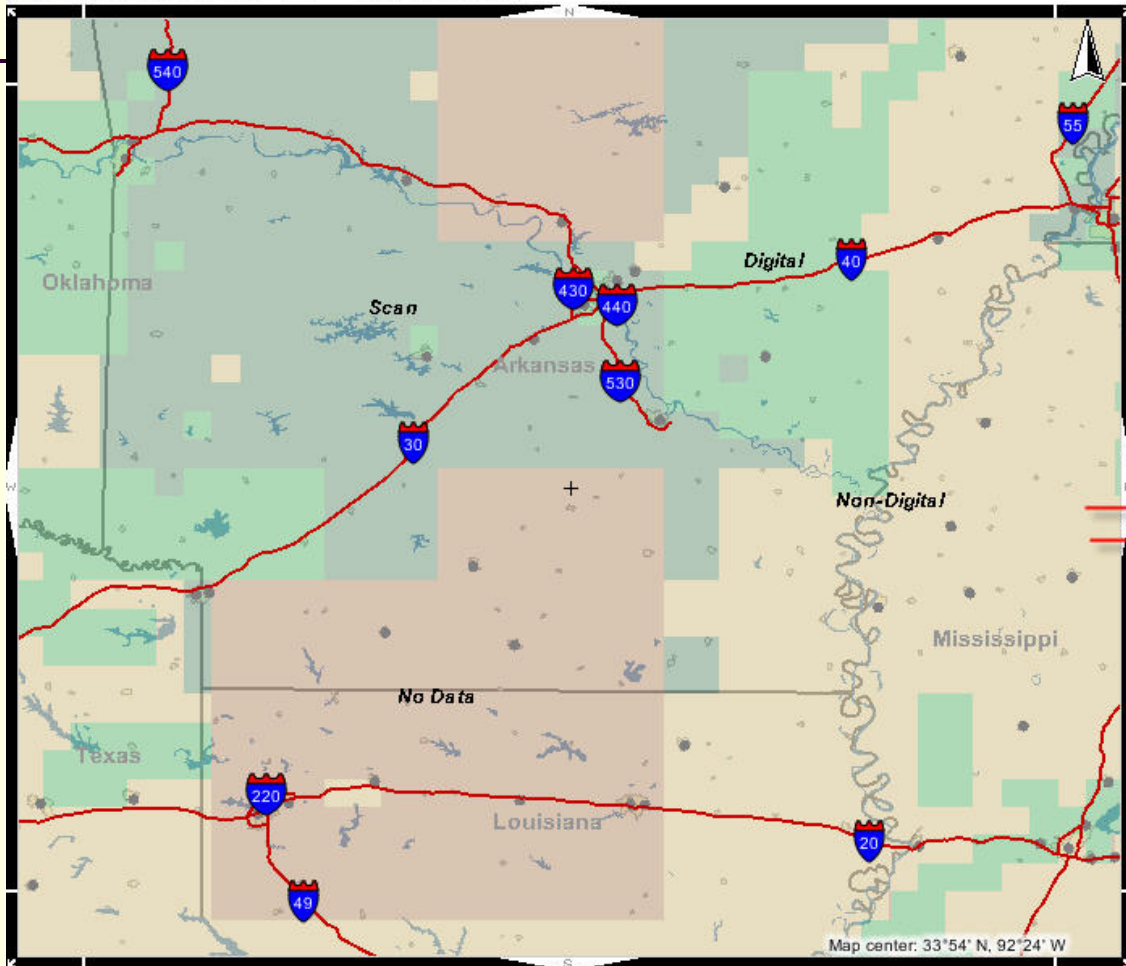 N
540
55
Digital
40
Oklahoma
430
Scan
440
Arkansas
530
30
W
Non-Digital
Mississippi
No Data
Texas
220
Louisiana
20
49
Map center: 33°54' N, 92°24' W
S